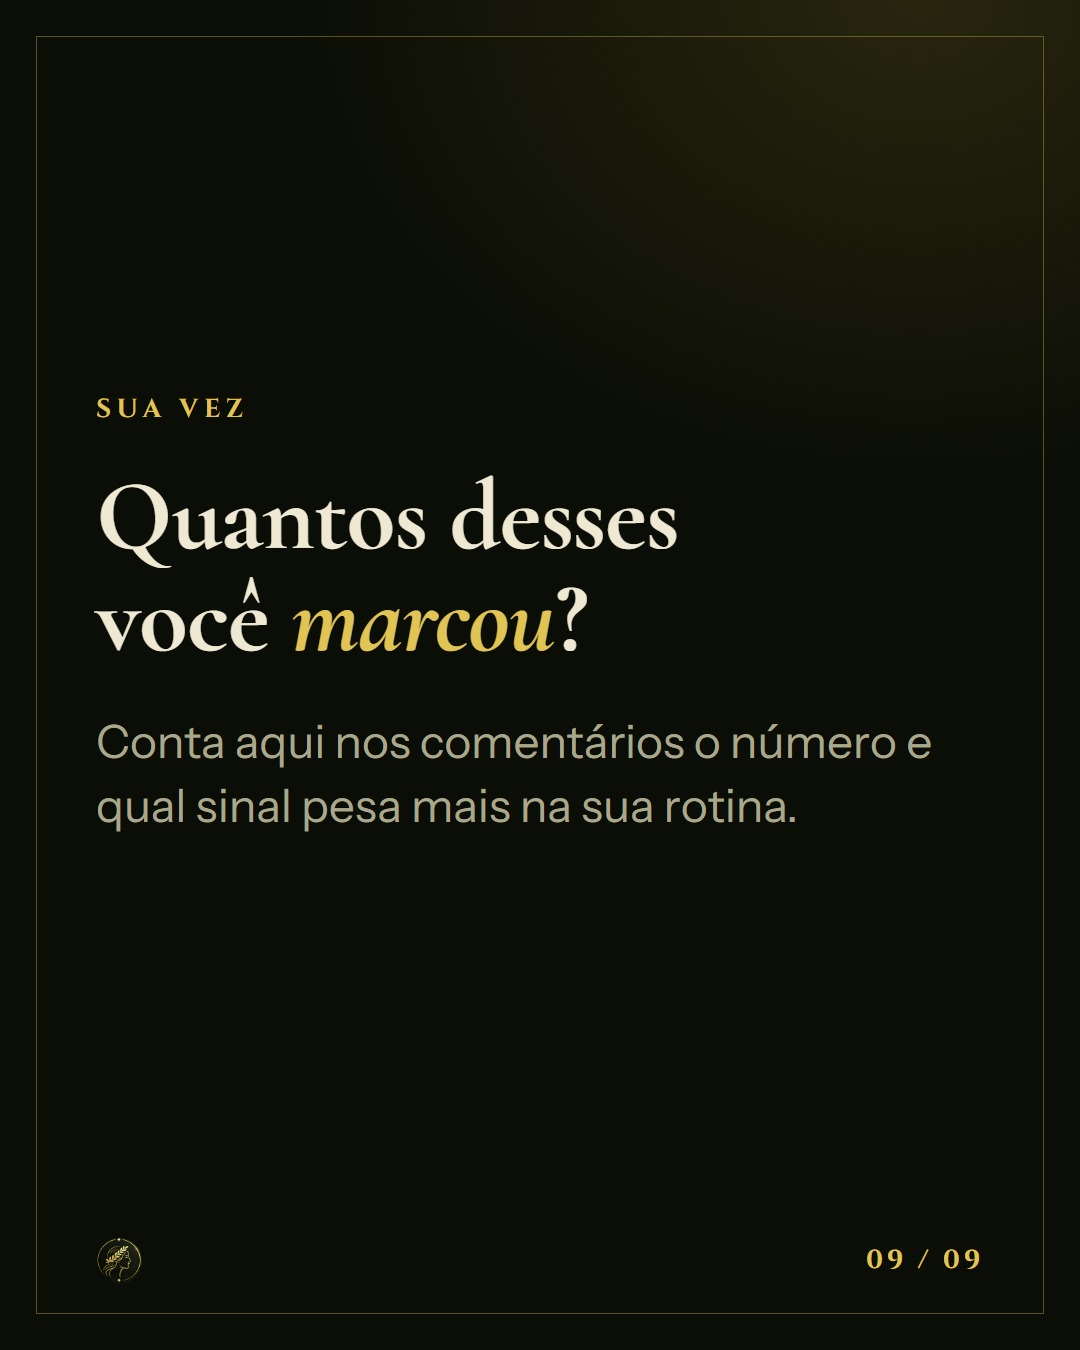 SUA VEZ
Quantos desses
você marcou?
Conta aqui nos comentários o número e
qual sinal pesa mais na sua rotina.
09 / 09